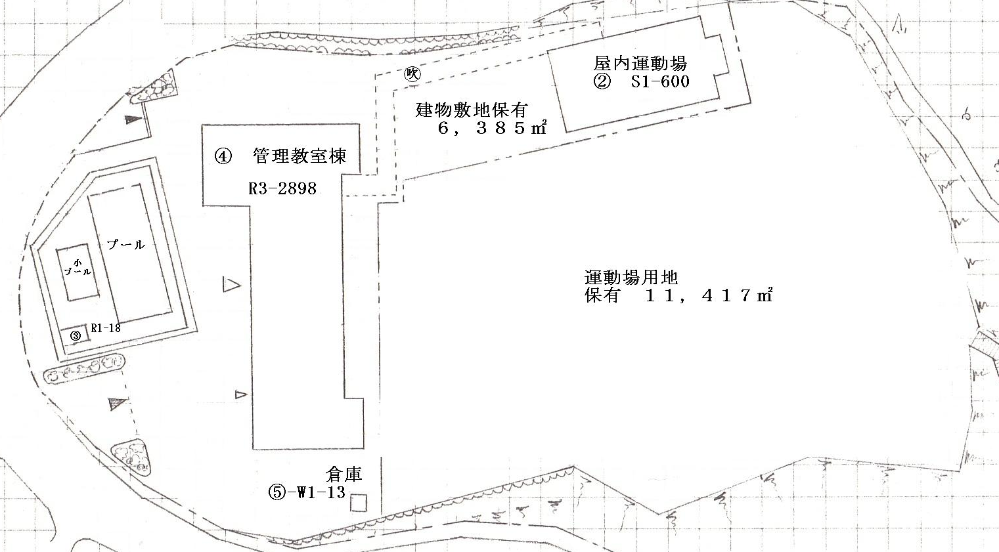 吹
屋内運動場
② S1-600
建物敷地保有
6,385㎡
④ 管理教室棟
R3-2898
プール
小
プール
③ R1-18
運動場用地
保有 11,417㎡
倉庫
⑤-W1-13